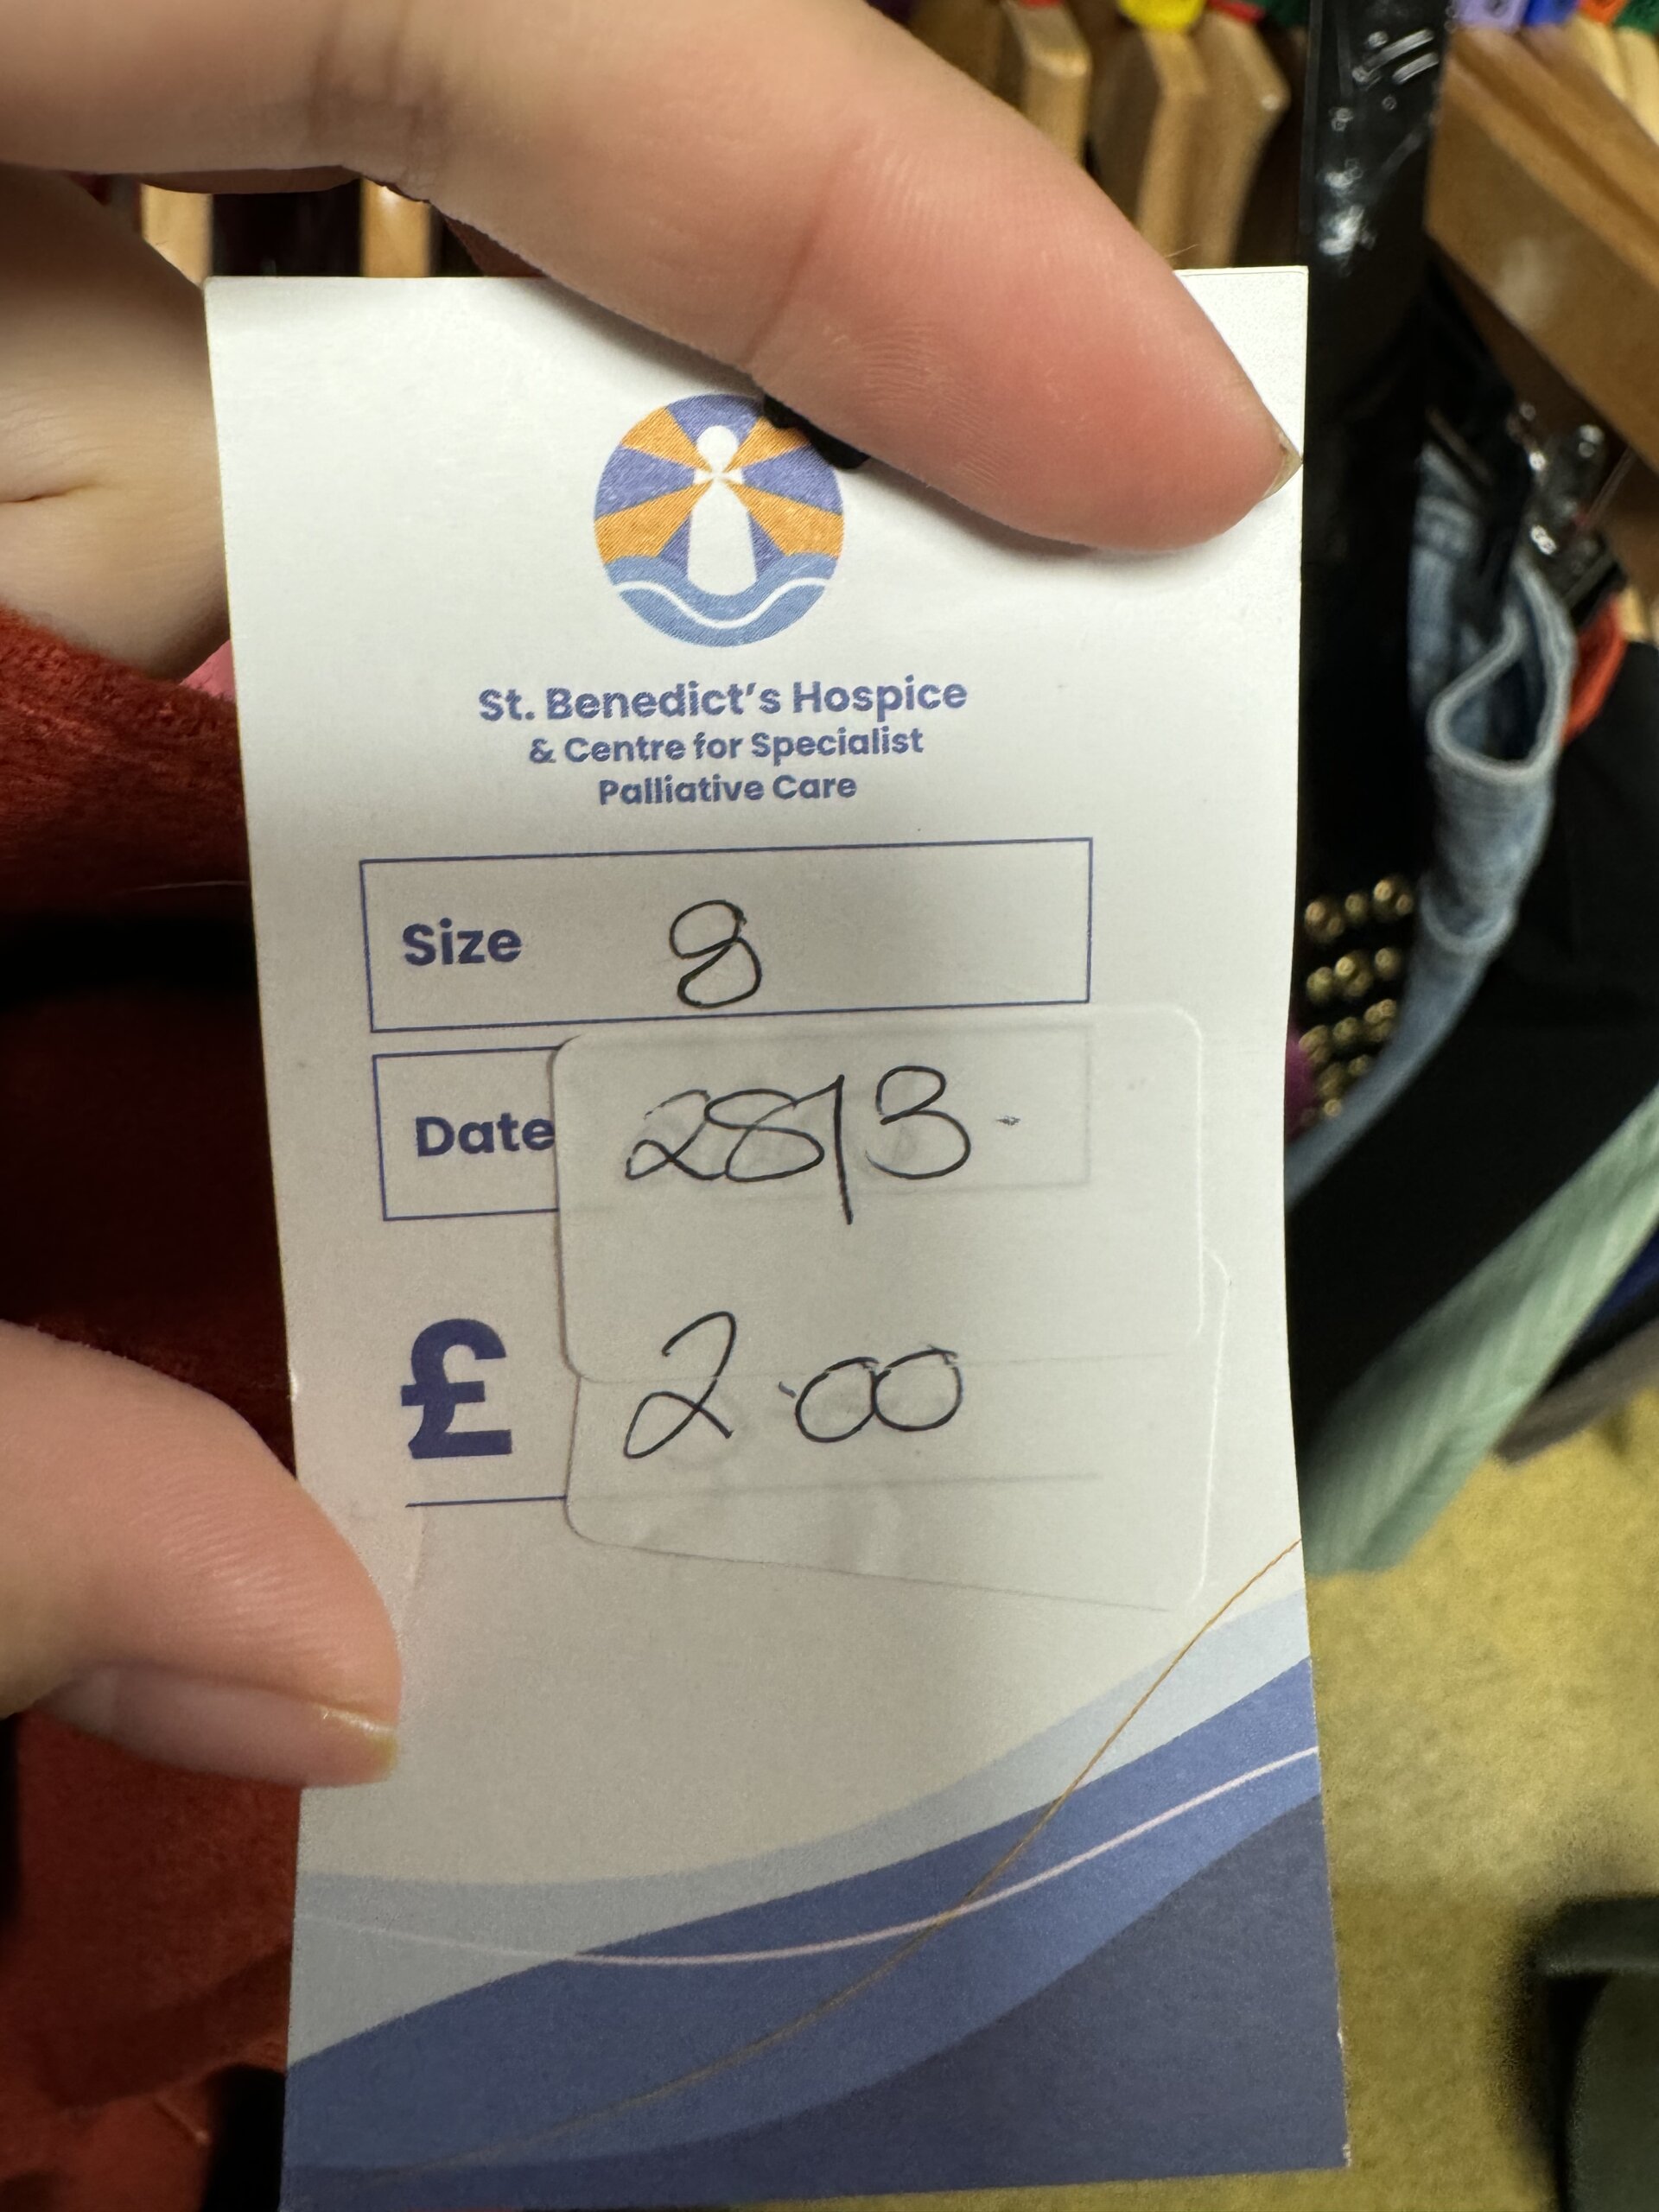 St. Benedict's Hospice
& Centre for Specialist
Palliative Care
Size 8
Date 28/3.
£ 2.00